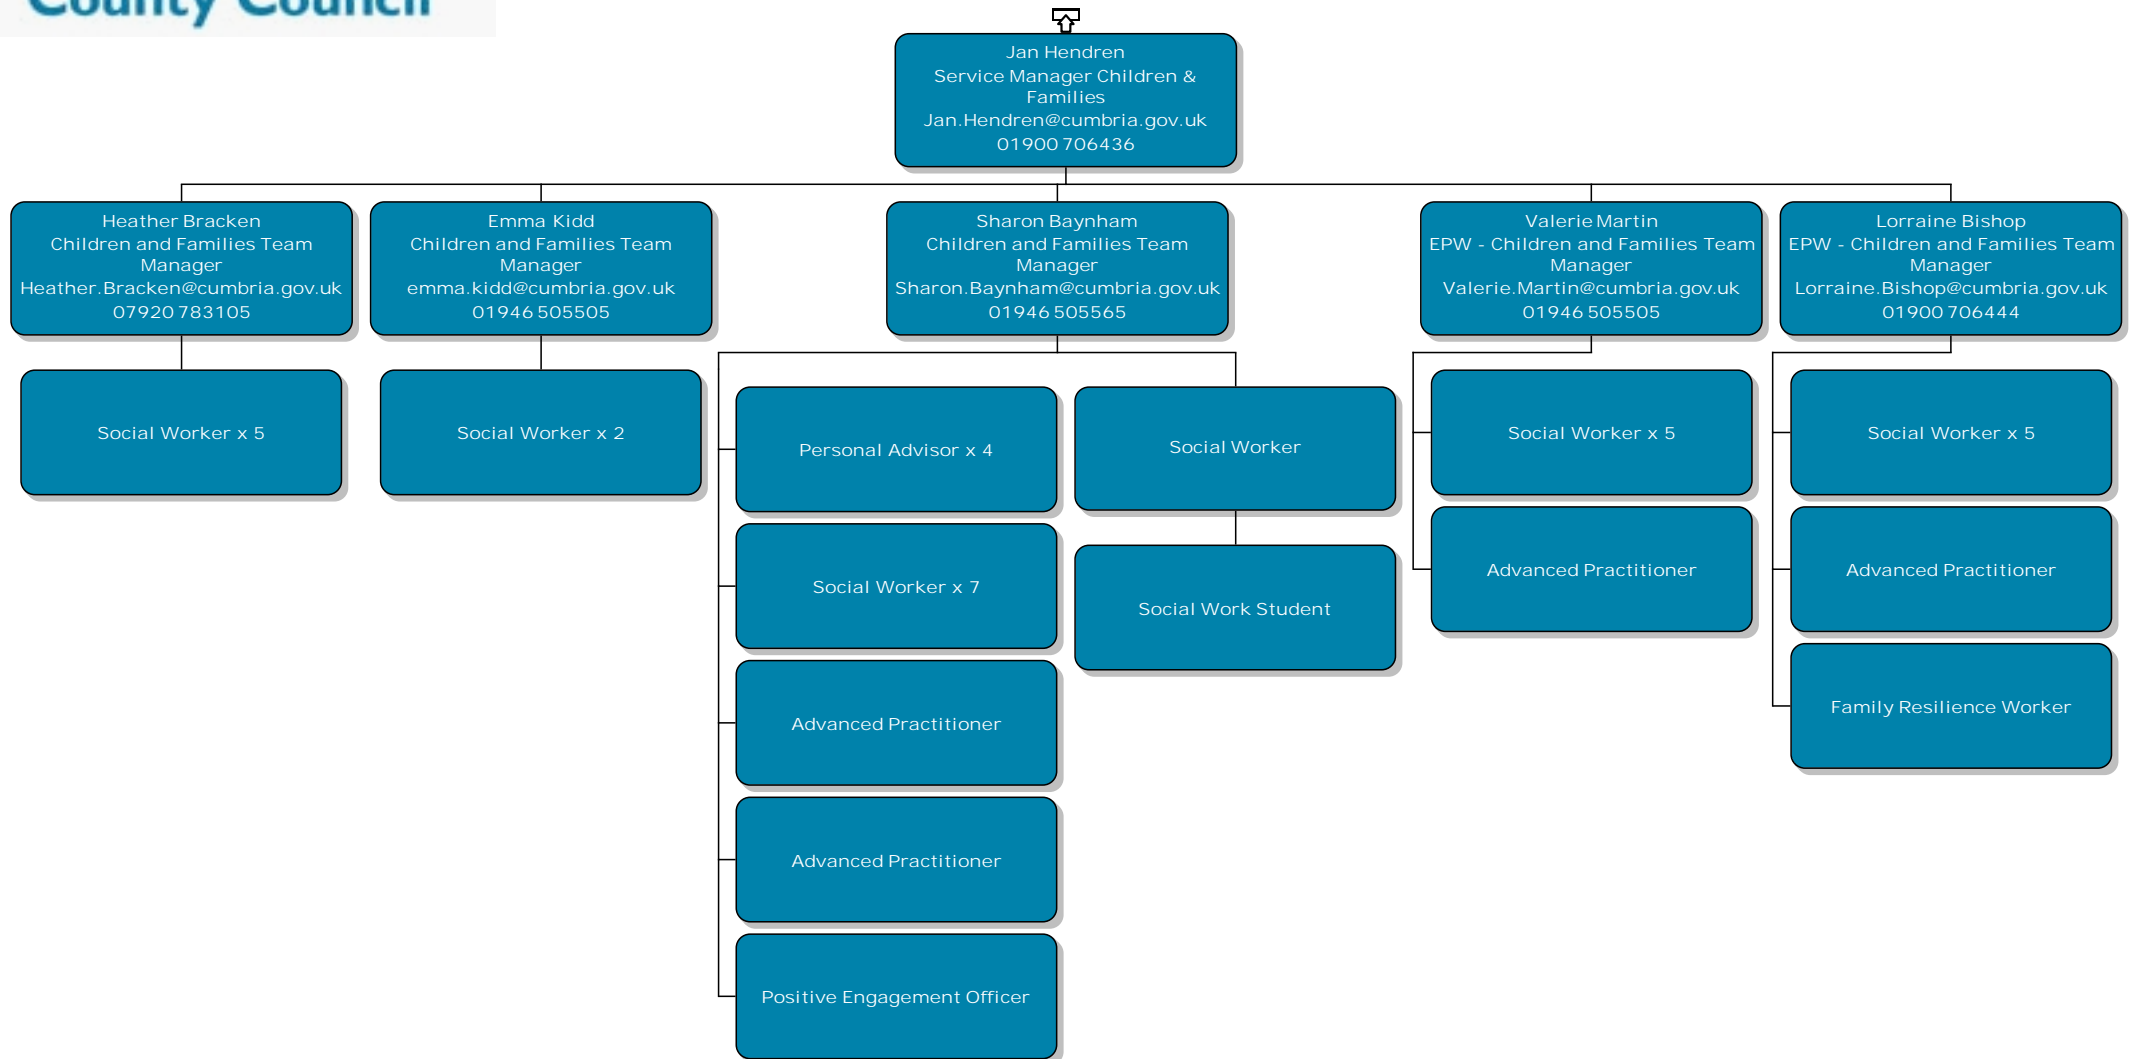 County Council
Jan Hendren
Service Manager Children &
Families
Jan.Hendren@cumbria.gov.uk
01900 706436
Heather Bracken
Children and Families Team
Manager
Heather.Bracken@cumbria.gov.uk
07920 783105
Emma Kidd
Children and Families Team
Manager
emma.kidd@cumbria.gov.uk
01946 505505
Sharon Baynham
Children and Families Team
Manager
Sharon.Baynham@cumbria.gov.uk
01946 505565
Valerie Martin
EPW - Children and Families Team
Manager
Valerie.Martin@cumbria.gov.uk
01946 505505
Lorraine Bishop
EPW - Children and Families Team
Manager
Lorraine.Bishop@cumbria.gov.uk
01900 706444
Social Worker x 5
Social Worker x 2
Personal Advisor x 4
Social Worker x 7
Advanced Practitioner
Advanced Practitioner
Positive Engagement Officer
Social Worker
Social Work Student
Social Worker x 5
Advanced Practitioner
Social Worker x 5
Advanced Practitioner
Family Resilience Worker